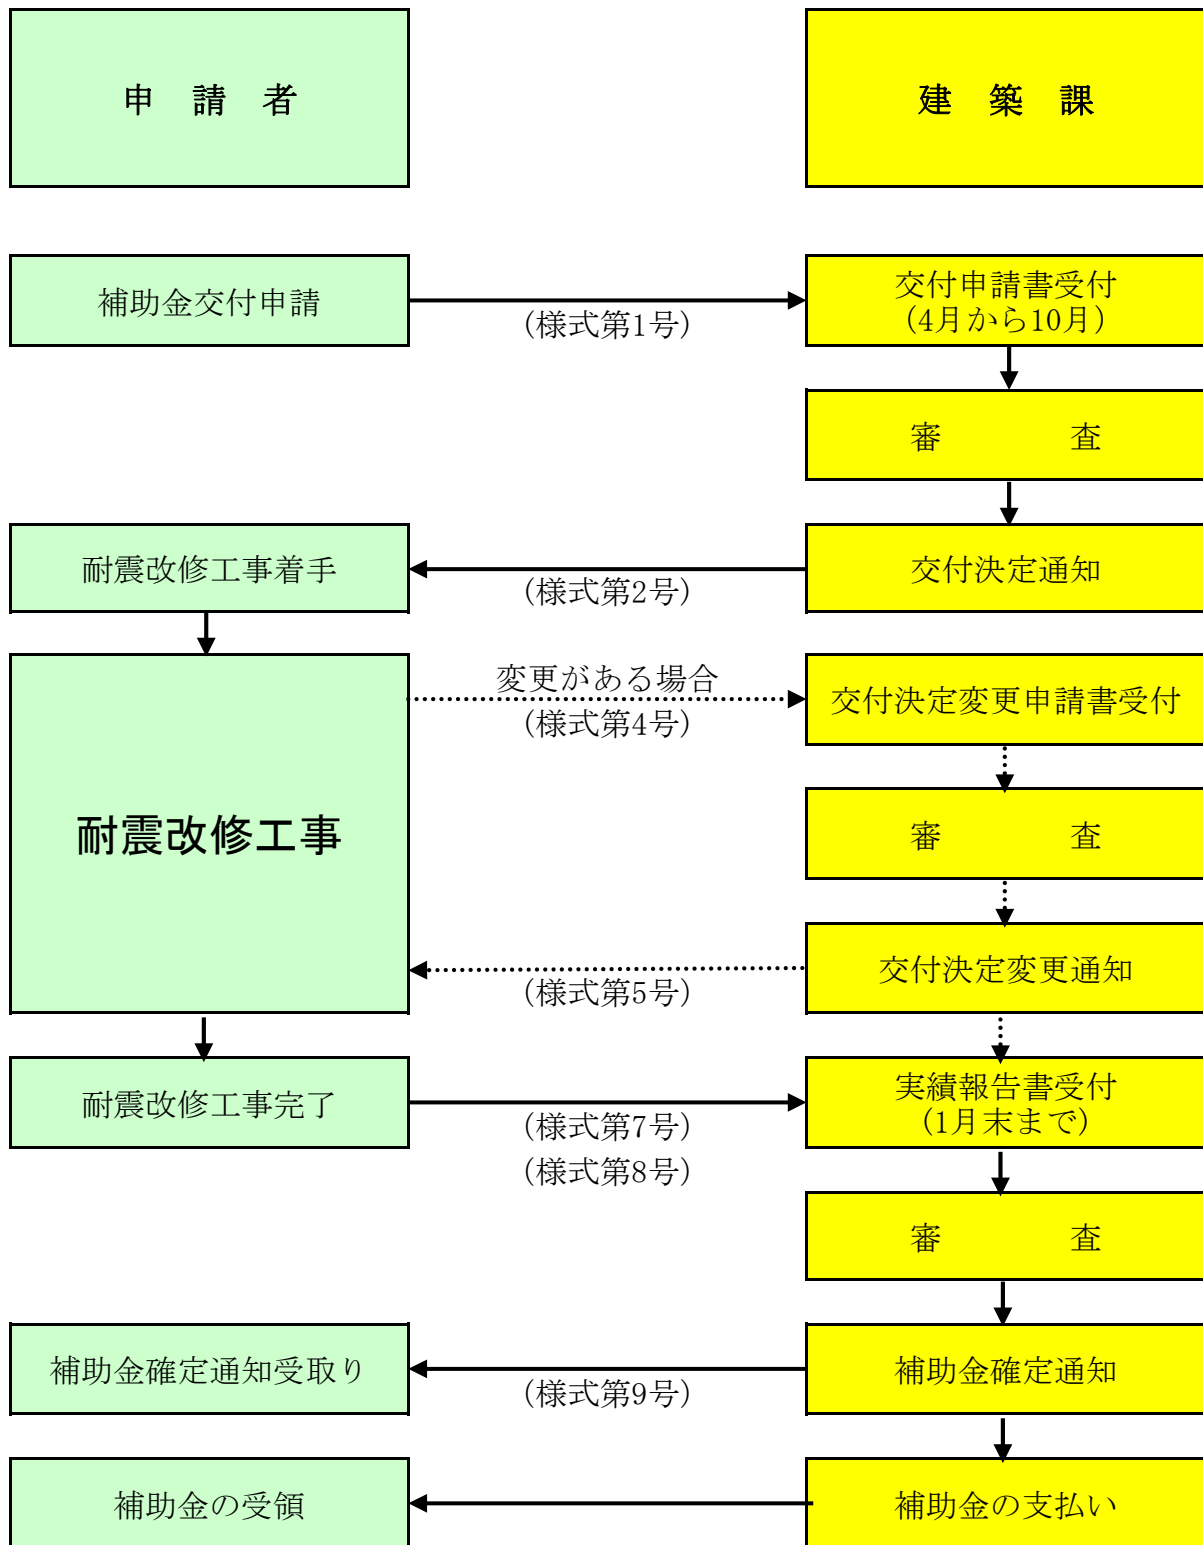 申　請　者
建　築　課
補助金交付申請
(様式第1号)
交付申請書受付
(4月から10月)
審　　　　査
耐震改修工事着手
(様式第2号)
交付決定通知
変更がある場合
(様式第4号)
交付決定変更申請書受付
耐震改修工事
審　　　　査
(様式第5号)
交付決定変更通知
耐震改修工事完了
(様式第7号)
(様式第8号)
実績報告書受付
(1月末まで)
審　　　　査
補助金確定通知受取り
(様式第9号)
補助金確定通知
補助金の受領
補助金の支払い